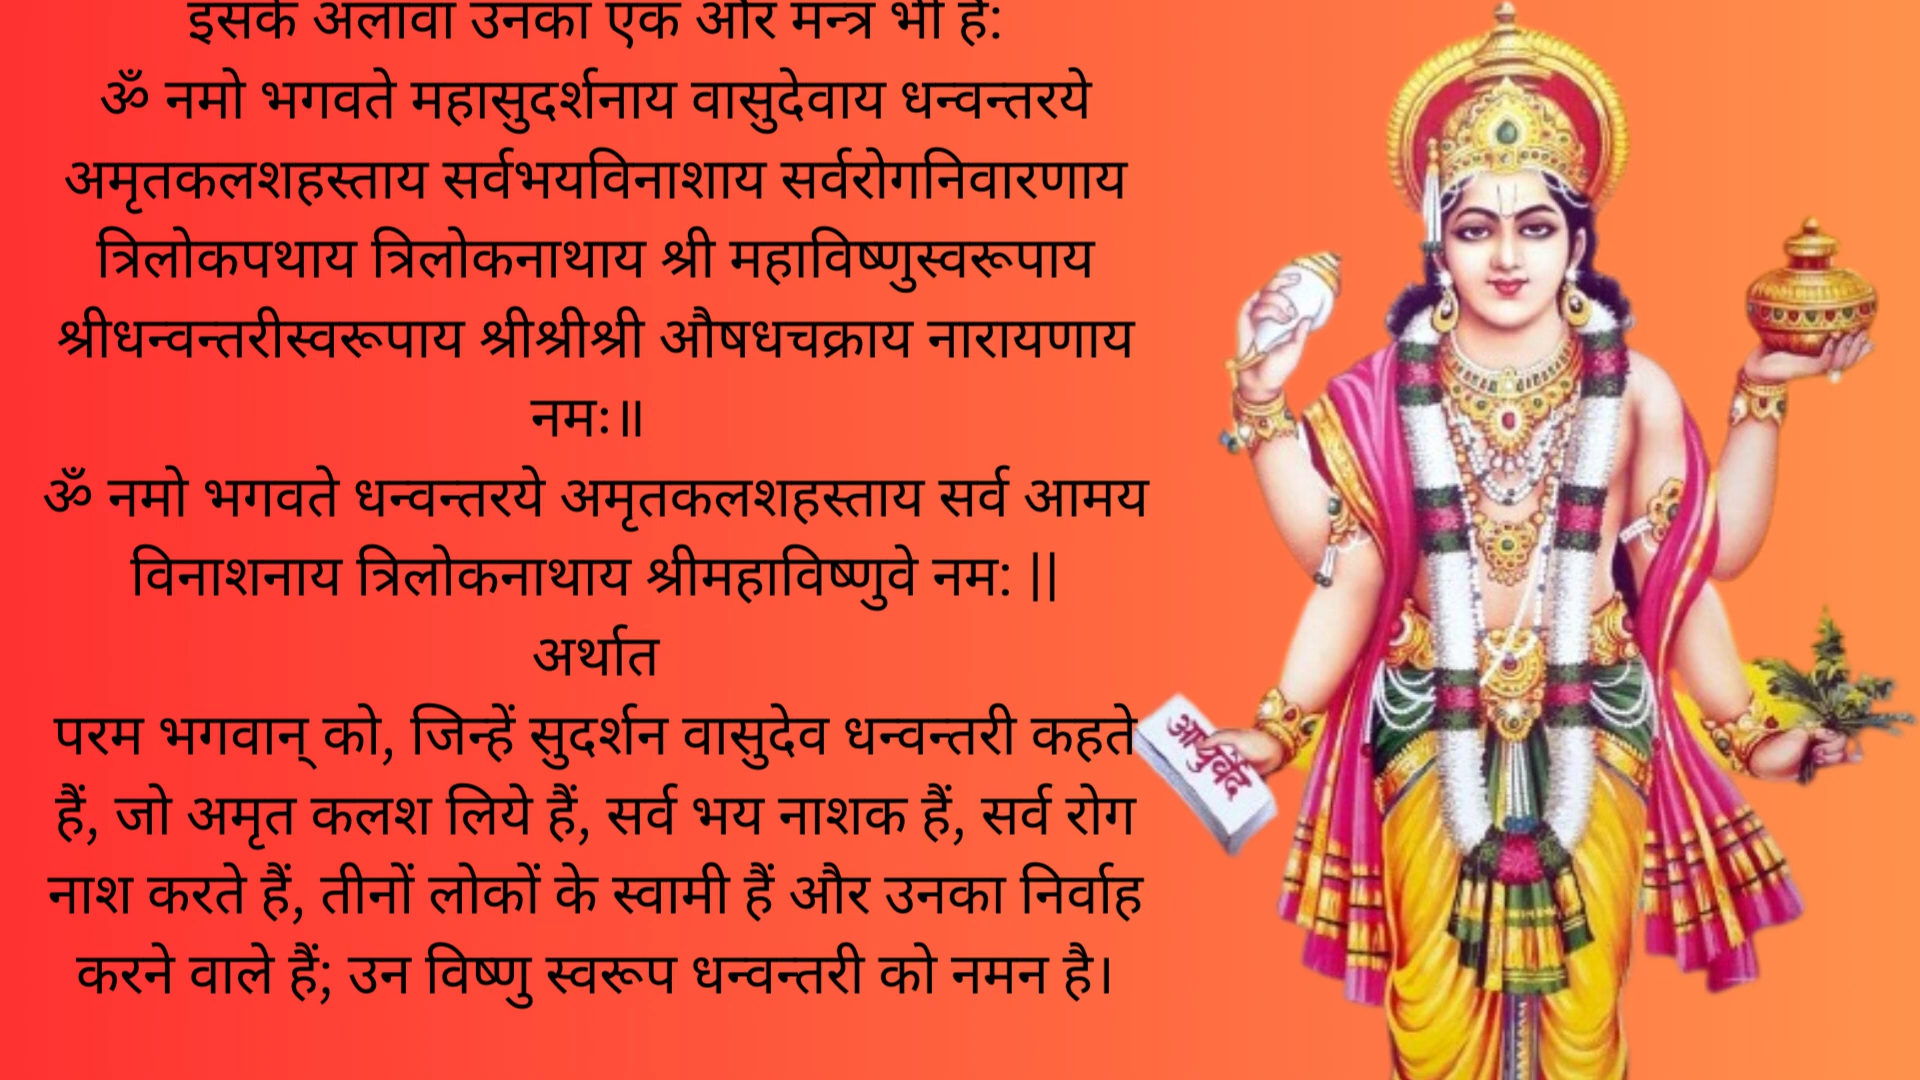 इसके अलावा उनका एक और मन्त्र भी है:
ॐ नमो भगवते महासुदर्शनाय वासुदेवाय धन्वन्तरये
अमृतकलशहस्ताय सर्वभयविनाशाय सर्वरोगनिवारणाय
त्रिलोकपथाय त्रिलोकनाथाय श्री महाविष्णुस्वरूपाय
श्रीधन्वन्तरीस्वरूपाय श्रीश्रीश्री औषधचक्राय नारायणाय
नमः॥
ॐ नमो भगवते धन्वन्तरये अमृतकलशहस्ताय सर्व आमय
विनाशनाय त्रिलोकनाथाय श्रीमहाविष्णुवे नम: ||
अर्थात
परम भगवान् को, जिन्हें सुदर्शन वासुदेव धन्वन्तरी कहते
हैं, जो अमृत कलश लिये हैं, सर्व भय नाशक हैं, सर्व रोग
नाश करते हैं, तीनों लोकों के स्वामी हैं और उनका निर्वाह
करने वाले हैं; उन विष्णु स्वरूप धन्वन्तरी को नमन है।
आयुर्वेद